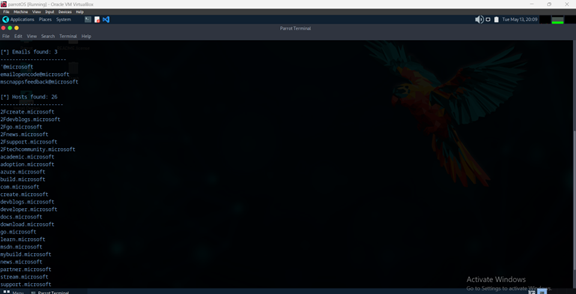 parrotOS [Running] - Oracle VM VirtualBox
File Machine View Input Devices Help
Applications Places System
Tue May 13, 20:09
Parrot Terminal
File Edit View Search Terminal Help
[*] Emails found: 3
----------------------
'@microsoft
emailopencode@microsoft
mscnappsfeedback@microsoft
[*] Hosts found: 26
---------------------
2Fcreate.microsoft
2Fdevblogs.microsoft
2Fgo.microsoft
2Fnews.microsoft
2Fsupport.microsoft
2Ftechcommunity.microsoft
academic.microsoft
adoption.microsoft
azure.microsoft
build.microsoft
com.microsoft
create.microsoft
devblogs.microsoft
developer.microsoft
docs.microsoft
download.microsoft
go.microsoft
learn.microsoft
msdn.microsoft
mybuild.microsoft
news.microsoft
partner.microsoft
stream.microsoft
support.microsoft
Activate Windows
Go to Settings to activate Windows.
Menu Parrot Terminal